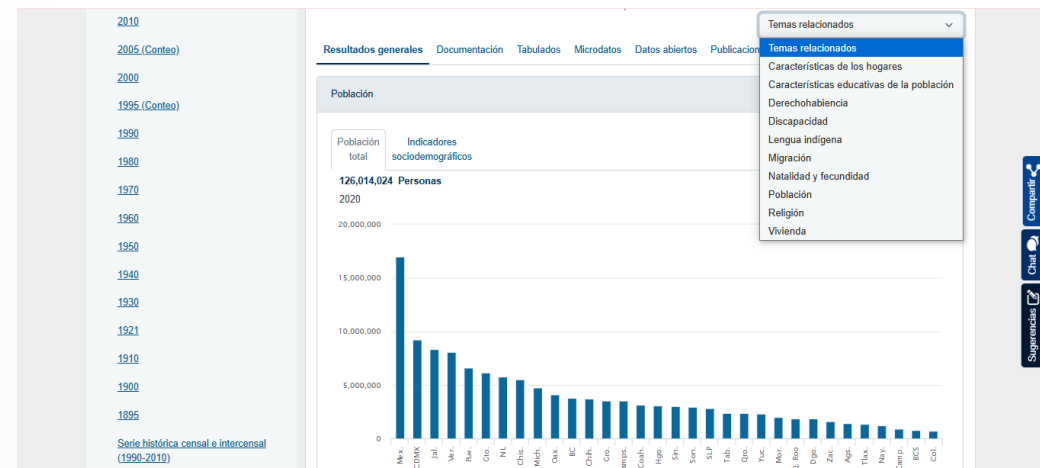 2010
2005 (Conteo)
2000
1995 (Conteo)
1990
1980
1970
1960
1950
1940
1930
1921
1910
1900
1895
Serie histórica censal e intercensal
(1990-2010)
Temas relacionados
Resultados generales Documentación Tabulados Microdatos Datos abiertos Publicacion
Temas relacionados
Características de los hogares
Características educativas de la población
Derechohabiencia
Discapacidad
Lengua indígena
Migración
Natalidad y fecundidad
Población
Religión
Vivienda
Población
Población
total
Indicadores
sociodemográficos
126,014,024 Personas
2020
20,000,000
15,000,000
10,000,000
5,000,000
0
Mex.
CDMX
Jal.
Ver.
Pue.
Gto.
NL
Chis.
Mich.
Oax.
BC
Chih.
Gro.
amps.
Coah.
Hgo.
Sin.
Son.
SLP
Tab.
Qro.
Yuc.
Mor.
Q. Roo
Dgo.
Zac.
Ags.
Tlax.
Nay.
Camp.
BCS
Col.
Compartir
Chat
Sugerencias